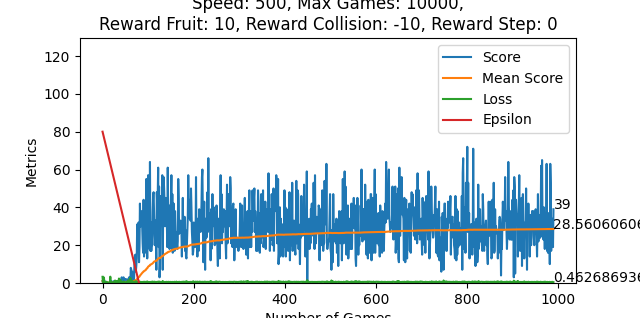 Speed: 500, Max Games: 10000,
Reward Fruit: 10, Reward Collision: -10, Reward Step: 0
Metrics
120
100
80
60
40
20
0
Score
Mean Score
Loss
Epsilon
39
28.56060606
0.462686936
0
200
400
600
800
1000
Number of Games